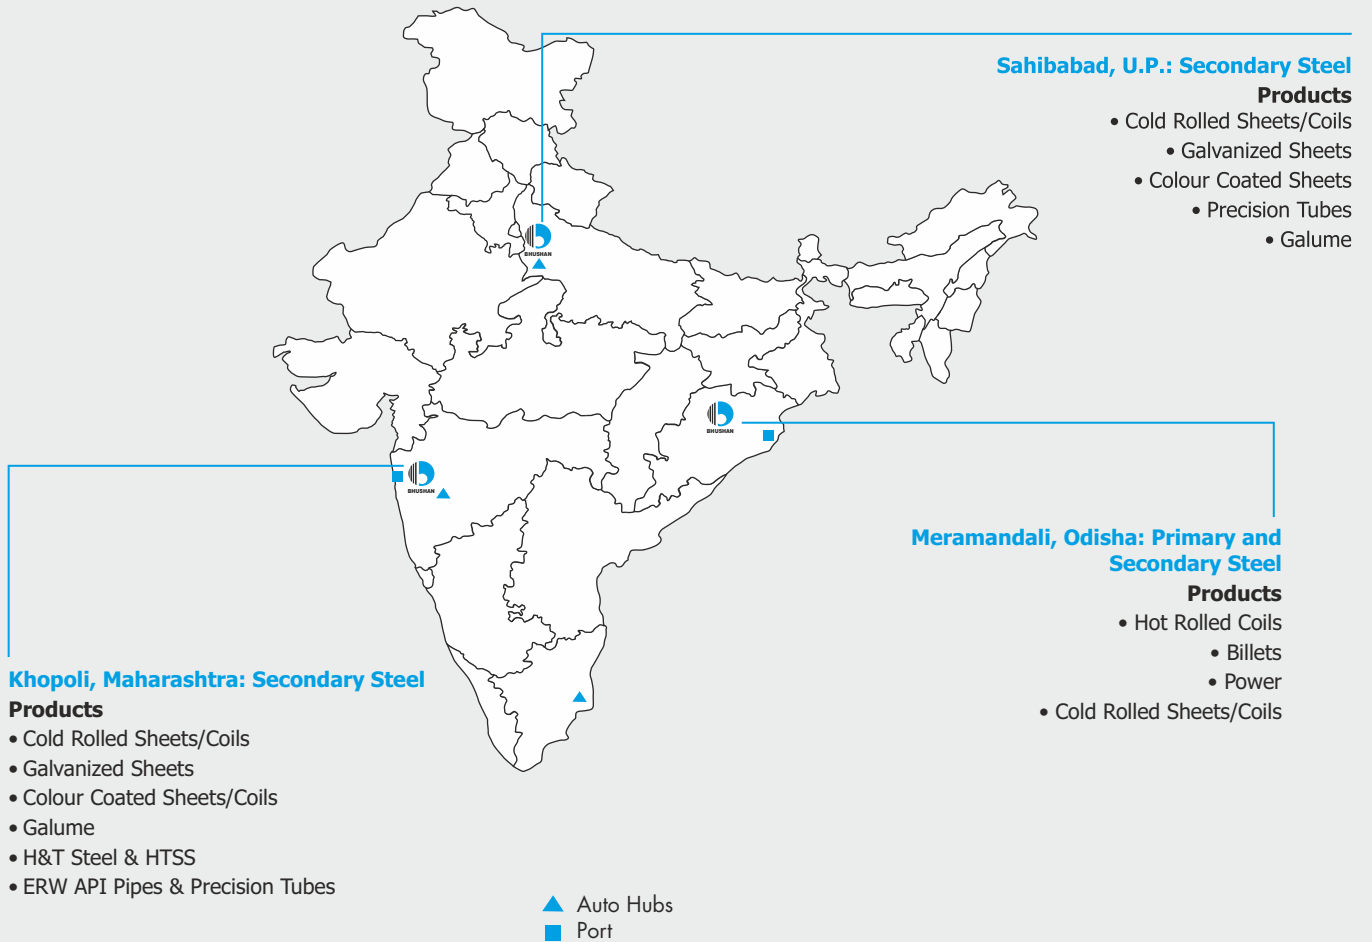 Sahibabad, U.P.: Secondary Steel
Products
• Cold Rolled Sheets/Coils
• Galvanized Sheets
• Colour Coated Sheets
• Precision Tubes
• Galume
BHUSHAN
BHUSHAN
BHUSHAN
Meramandali, Odisha: Primary and
Secondary Steel
Products
• Hot Rolled Coils
• Billets
• Power
• Cold Rolled Sheets/Coils
Khopoli, Maharashtra: Secondary Steel
Products
• Cold Rolled Sheets/Coils
• Galvanized Sheets
• Colour Coated Sheets/Coils
• Galume
• H&T Steel & HTSS
• ERW API Pipes & Precision Tubes
Auto Hubs
Port